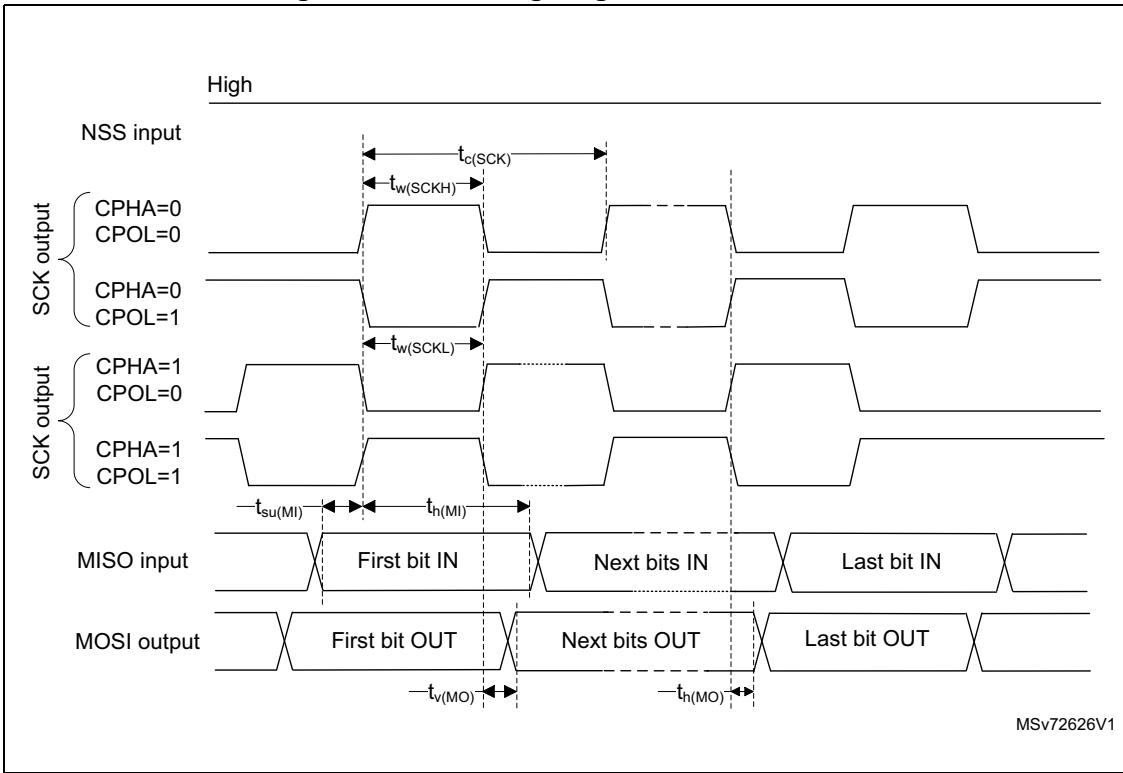 High
NSS input
tc(SCK)
tw(SCKH)
SCK output
CPHA=0
CPOL=0
CPHA=0
CPOL=1
tw(SCKL)
SCK output
CPHA=1
CPOL=0
CPHA=1
CPOL=1
tsu(MI)
th(MI)
MISO input
First bit IN
Next bits IN
Last bit IN
MOSI output
First bit OUT
Next bits OUT
Last bit OUT
tv(MO)
th(MO)
MSv72626V1